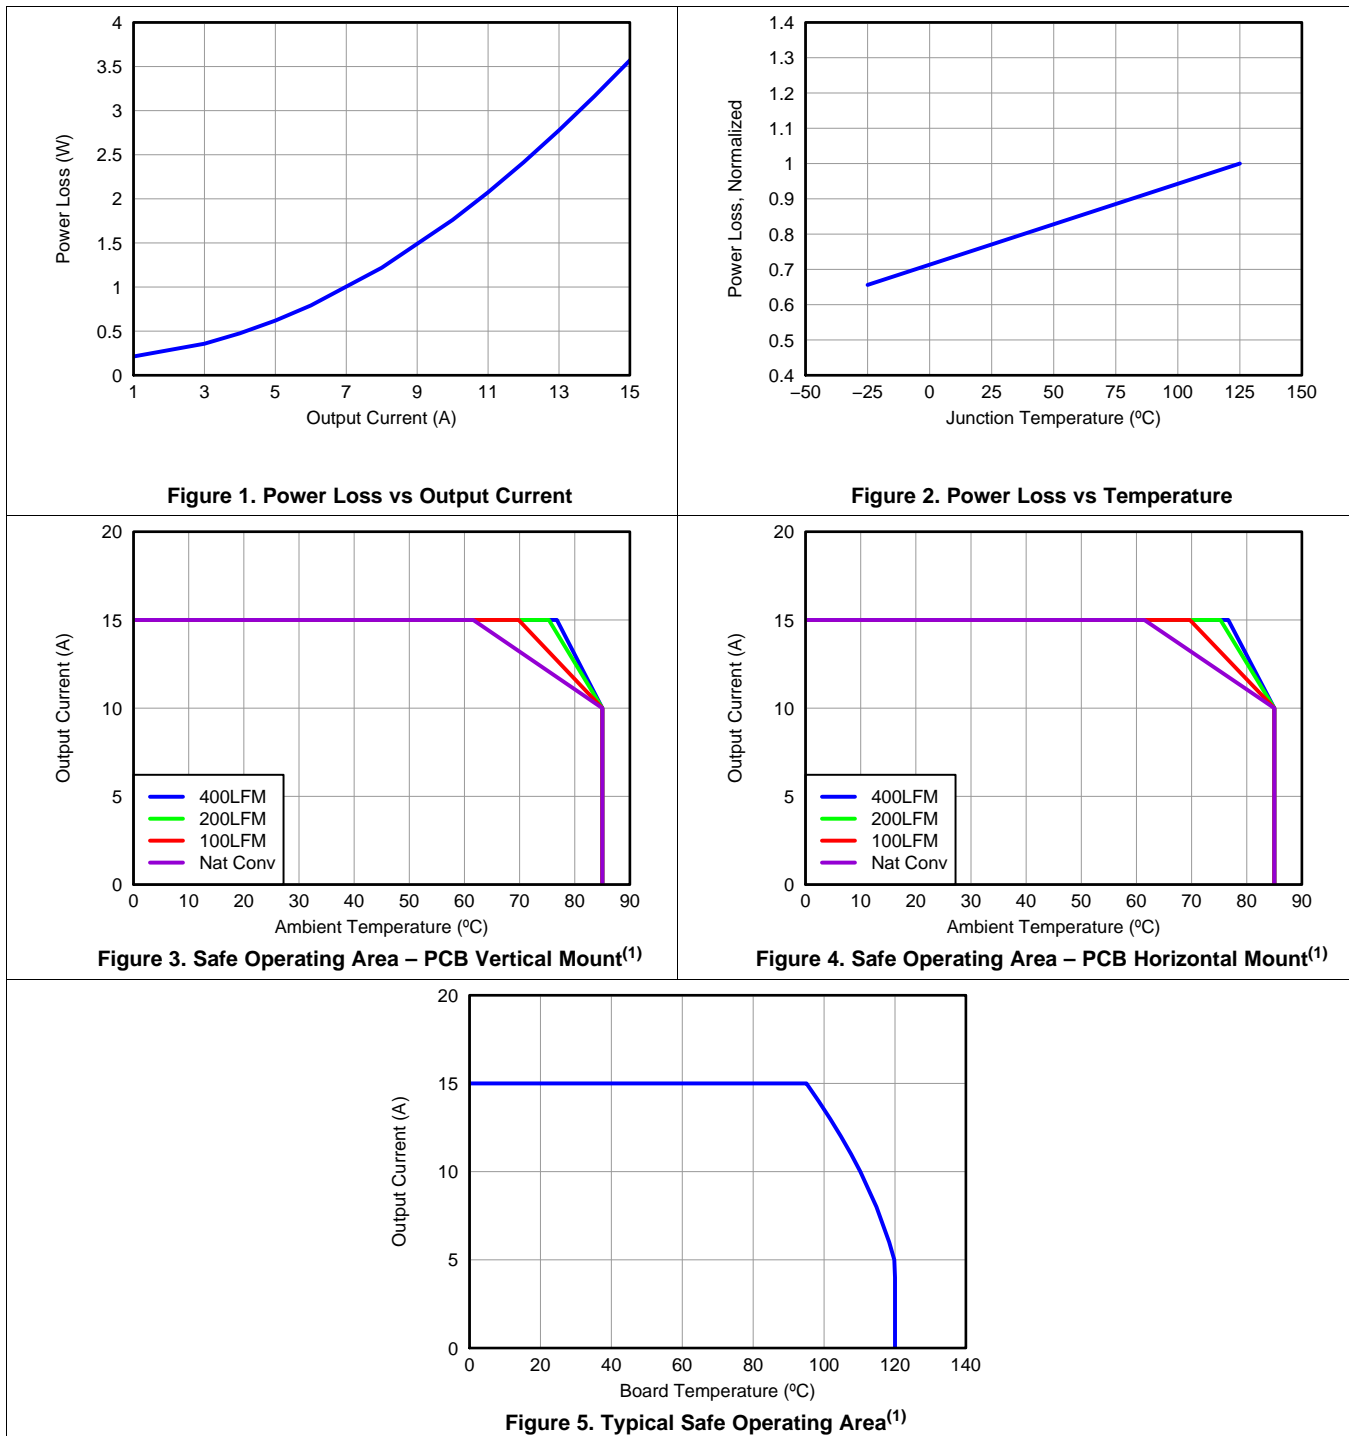 4
3.5
3
2.5
2
1.5
1
0.5
0
Power Loss (W)
1 3 5 7 9 11 13 15
Output Current (A)
Figure 1. Power Loss vs Output Current
1.4
1.3
1.2
1.1
1
0.9
0.8
0.7
0.6
0.5
0.4
Power Loss, Normalized
–50 –25 0 25 50 75 100 125 150
Junction Temperature (ºC)
Figure 2. Power Loss vs Temperature
20
15
10
5
0
Output Current (A)
400LFM
200LFM
100LFM
Nat Conv
0 10 20 30 40 50 60 70 80 90
Ambient Temperature (ºC)
Figure 3. Safe Operating Area – PCB Vertical Mount(1)
20
15
10
5
0
Output Current (A)
400LFM
200LFM
100LFM
Nat Conv
0 10 20 30 40 50 60 70 80 90
Ambient Temperature (ºC)
Figure 4. Safe Operating Area – PCB Horizontal Mount(1)
20
15
10
5
0
Output Current (A)
0 20 40 60 80 100 120 140
Board Temperature (ºC)
Figure 5. Typical Safe Operating Area(1)